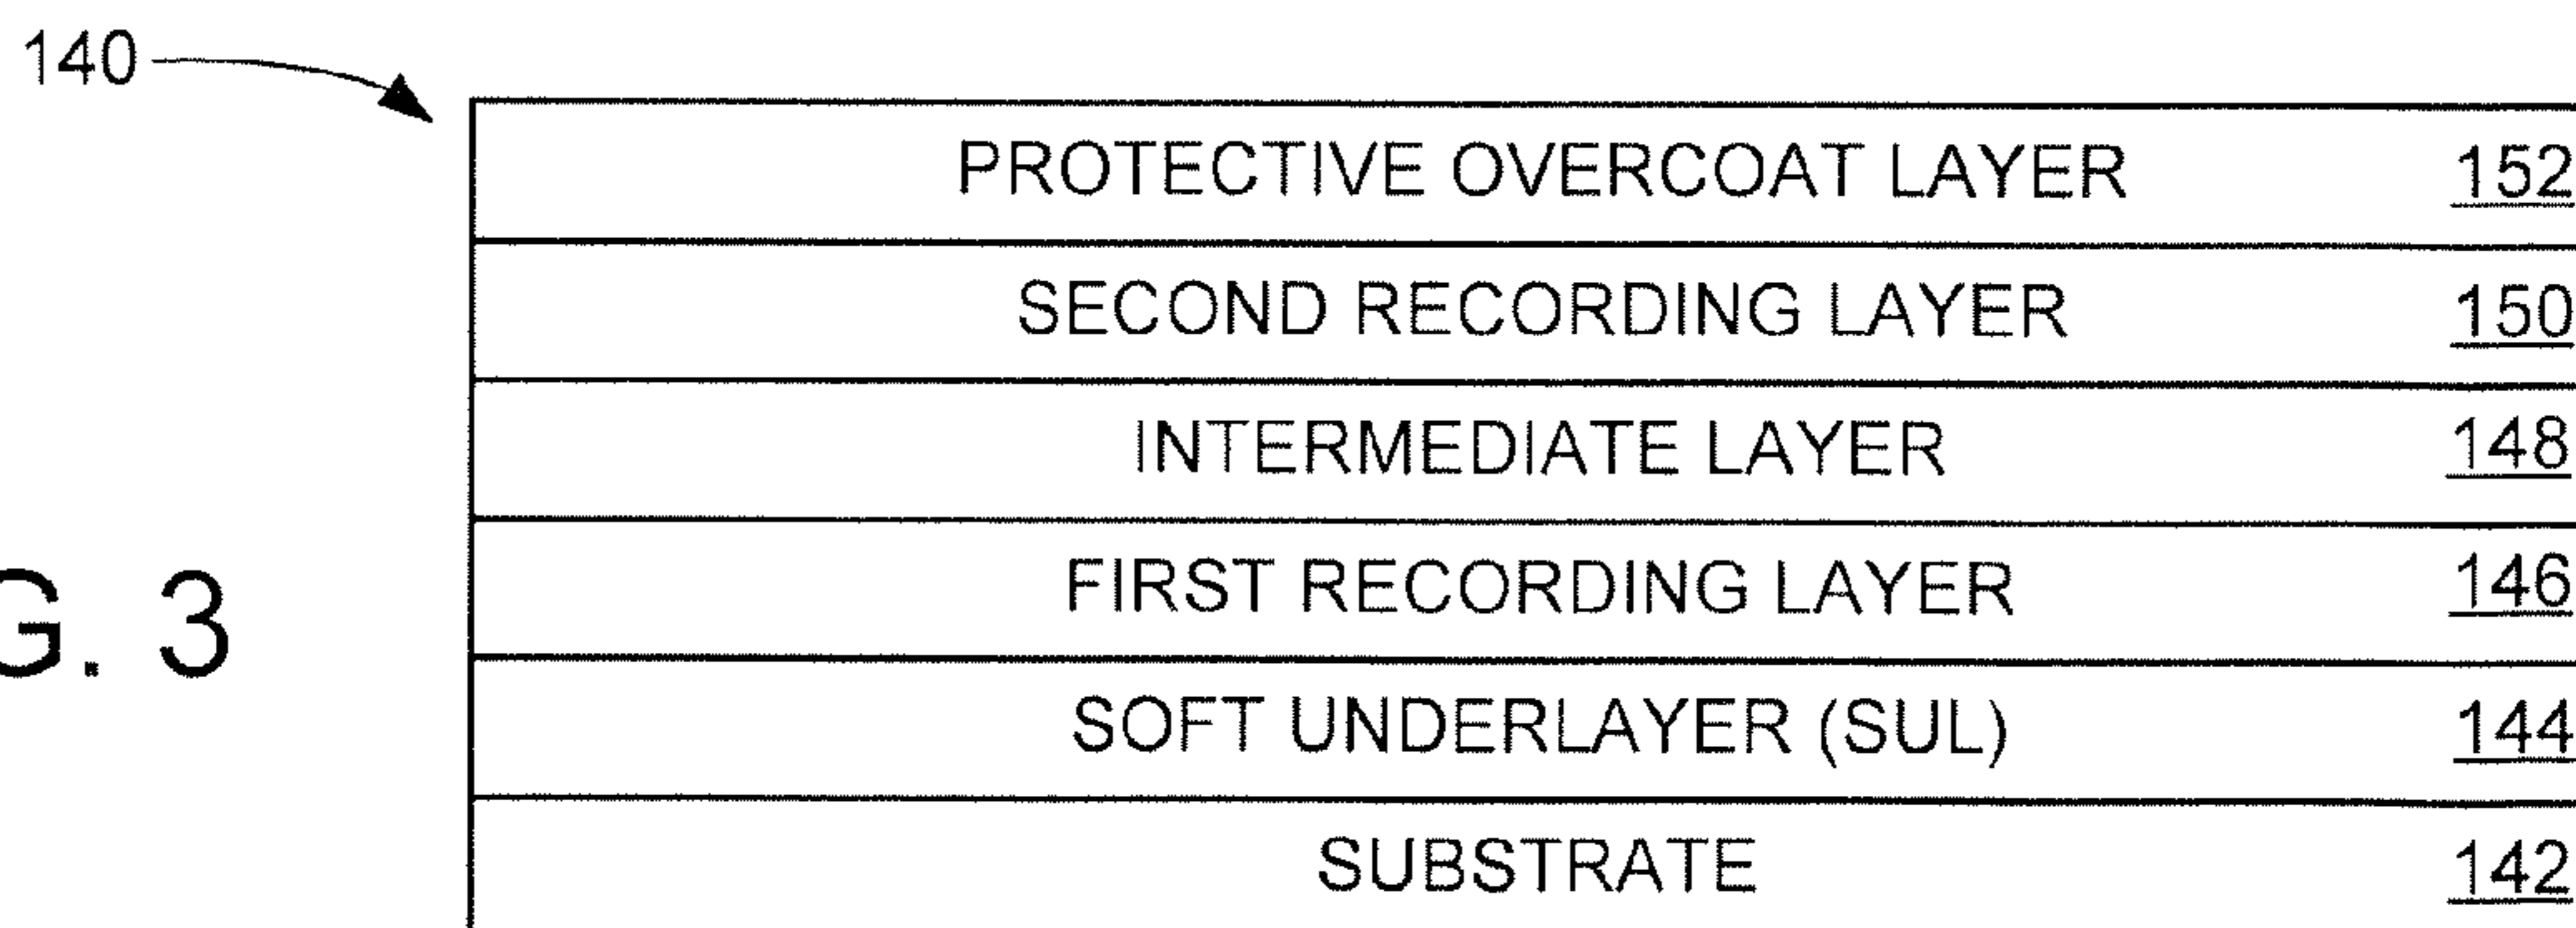 140
PROTECTIVE OVERCOAT LAYER 152
SECOND RECORDING LAYER 150
INTERMEDIATE LAYER 148
FIRST RECORDING LAYER 146
G. 3
SOFT UNDERLAYER (SUL) 144
SUBSTRATE 142